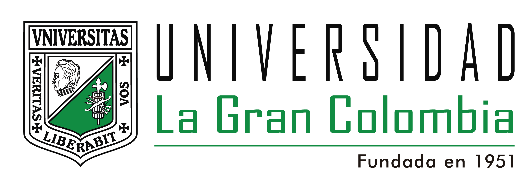 VNIVERSITAS
VERITAS
LIBERABIT
VOS
UNIVERSIDAD
La Gran Colombia
Fundada en 1951